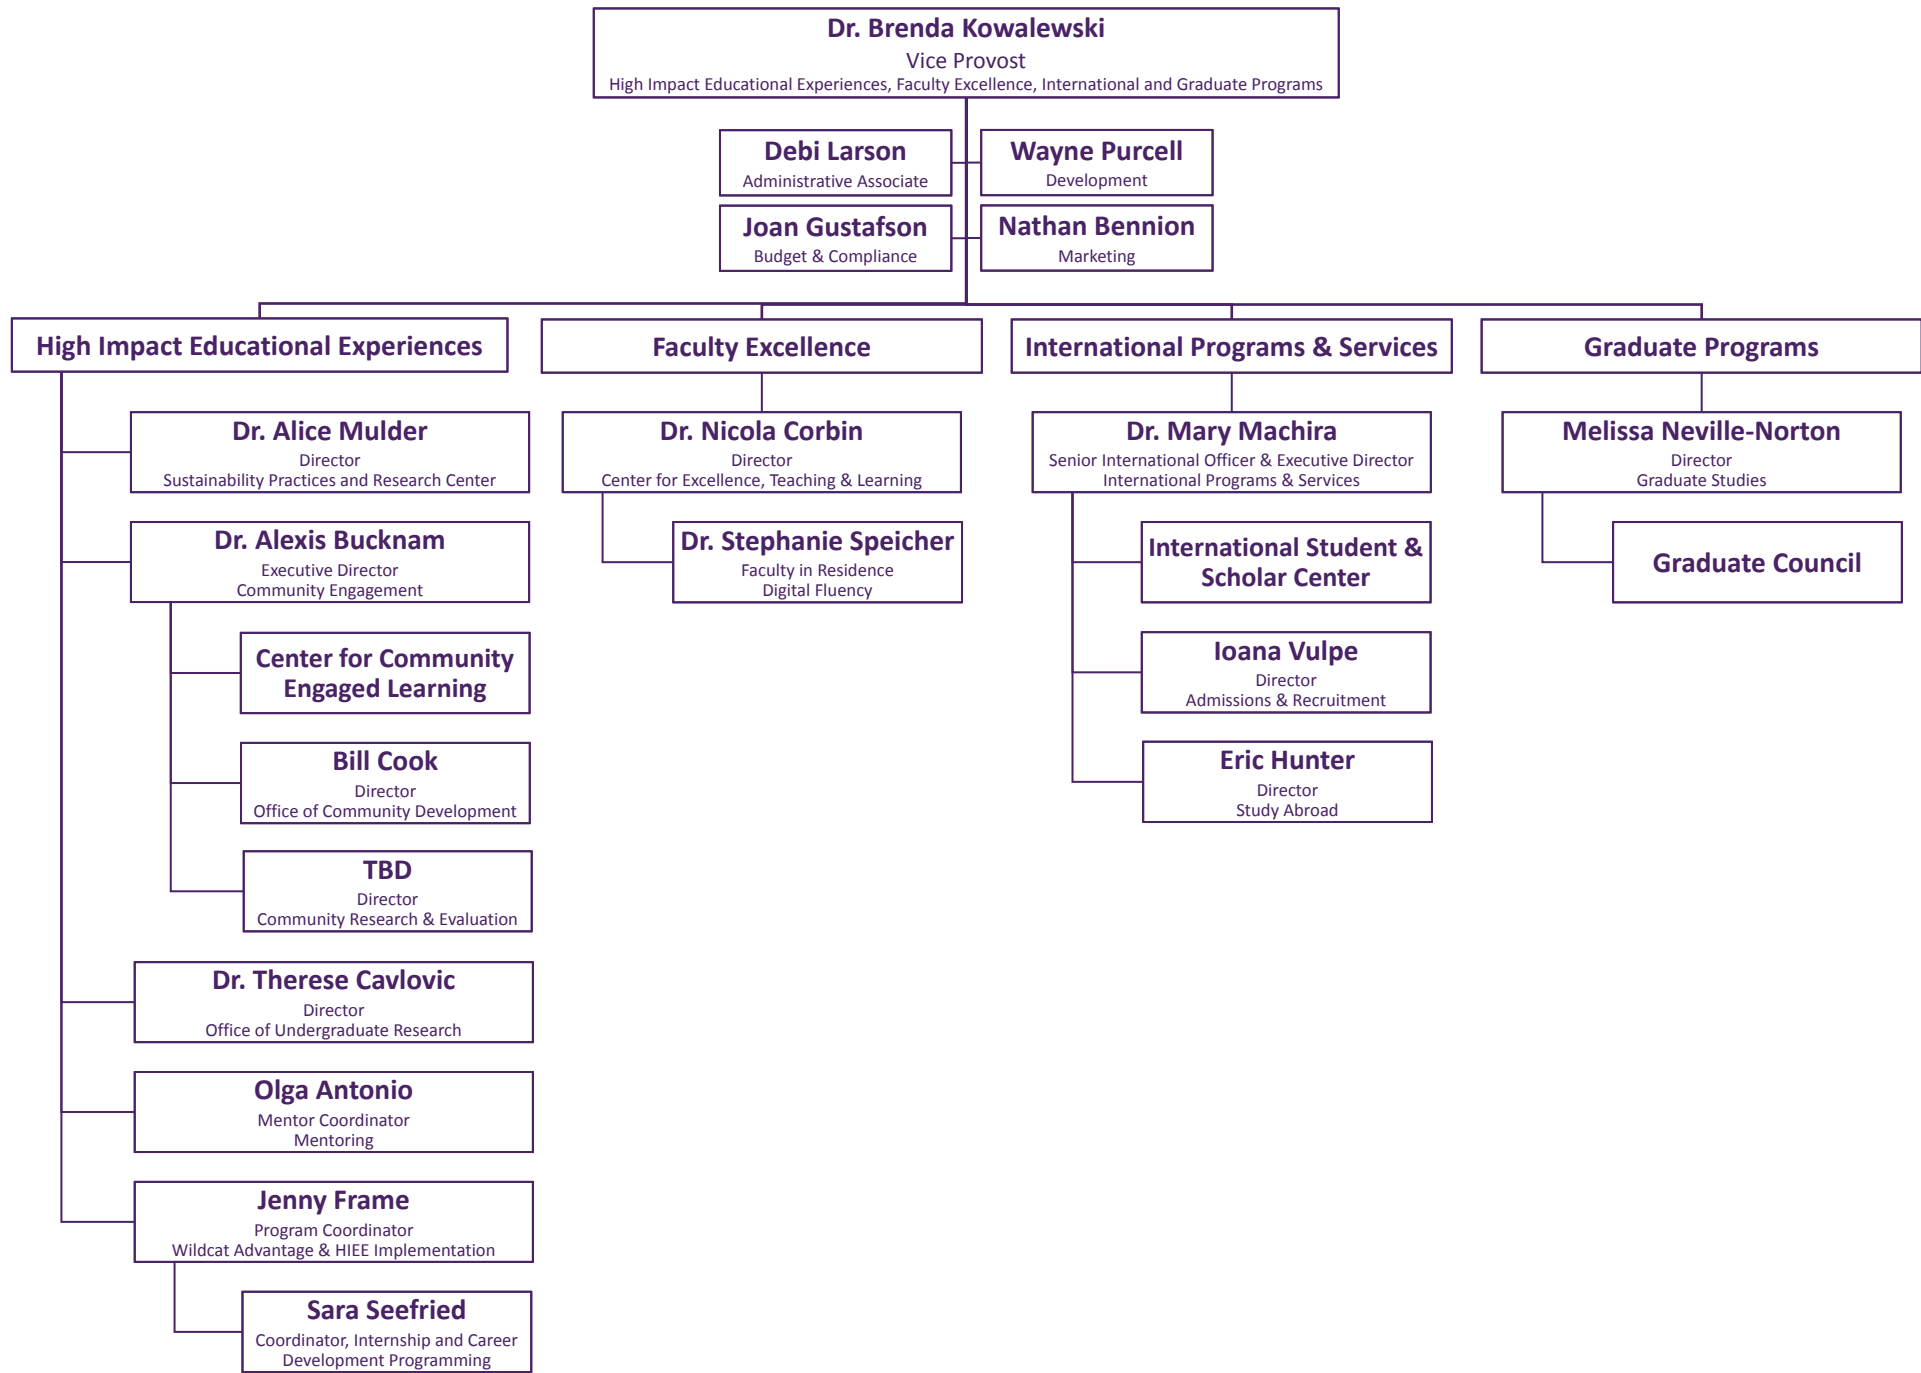 Dr. Brenda Kowalewski
Vice Provost
High Impact Educational Experiences, Faculty Excellence, International and Graduate Programs
Debi Larson
Administrative Associate
Wayne Purcell
Development
Joan Gustafson
Budget & Compliance
Nathan Bennion
Marketing
High Impact Educational Experiences
Dr. Alice Mulder
Director
Sustainability Practices and Research Center
Dr. Alexis Bucknam
Executive Director
Community Engagement
Center for Community
Engaged Learning
Bill Cook
Director
Office of Community Development
TBD
Director
Community Research & Evaluation
Dr. Therese Cavlovic
Director
Office of Undergraduate Research
Olga Antonio
Mentor Coordinator
Mentoring
Jenny Frame
Program Coordinator
Wildcat Advantage & HIEE Implementation
Sara Seefried
Coordinator, Internship and Career
Development Programming
Faculty Excellence
Dr. Nicola Corbin
Director
Center for Excellence, Teaching & Learning
Dr. Stephanie Speicher
Faculty in Residence
Digital Fluency
International Programs & Services
Dr. Mary Machira
Senior International Officer & Executive Director
International Programs & Services
International Student &
Scholar Center
Ioana Vulpe
Director
Admissions & Recruitment
Eric Hunter
Director
Study Abroad
Graduate Programs
Melissa Neville-Norton
Director
Graduate Studies
Graduate Council